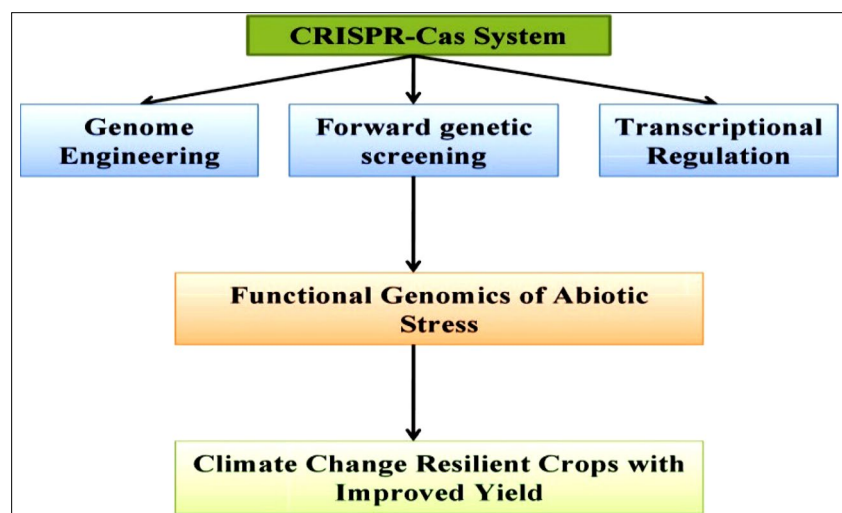 CRISPR-Cas System
Genome
Engineering
Forward genetic
screening
Transcriptional
Regulation
Functional Genomics of Abiotic
Stress
Climate Change Resilient Crops with
Improved Yield